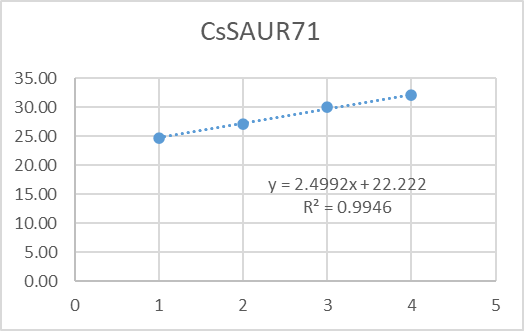 CsSAUR71
35.00
30.00
25.00
20.00
15.00
10.00
5.00
0.00
y = 2.4992x + 22.222
R² = 0.9946
0 1 2 3 4 5